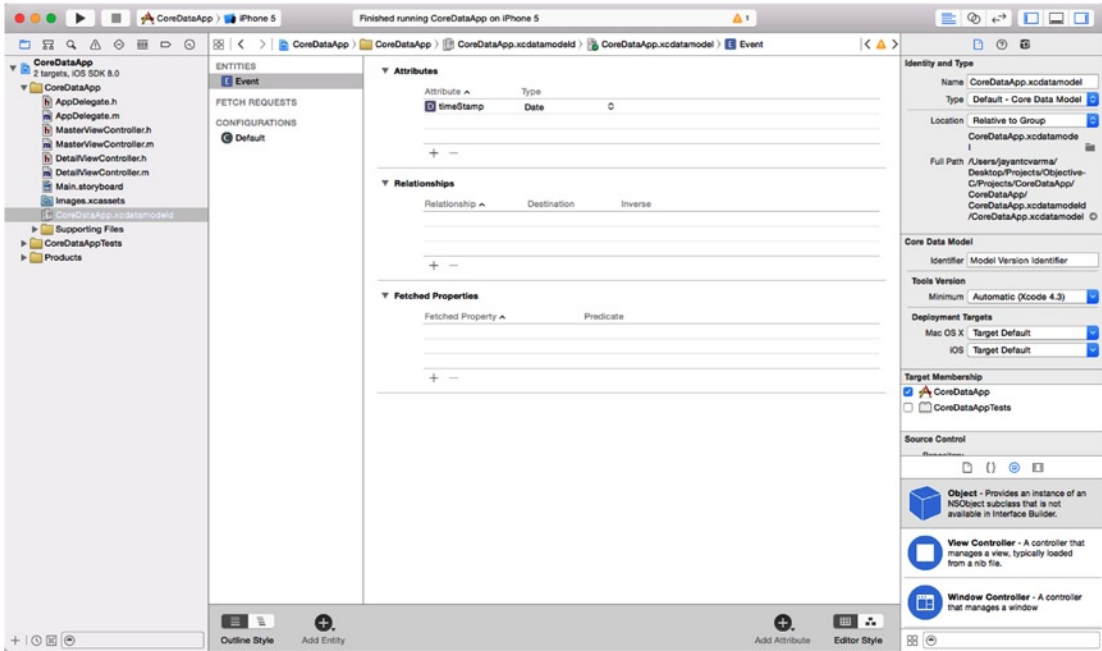 CoreDataApp
iPhone 5
Finished running CoreDataApp on iPhone 5
1
CoreDataApp
CoreDataApp
CoreDataApp.xcdatamodeld
CoreDataApp.xcdatamodel
E Event
CoreDataApp
2 targets, iOS SDK 8.0
CoreDataApp
h AppDelegate.h
m AppDelegate.m
h MasterViewController.h
m MasterViewController.m
h DetailViewController.h
m DetailViewController.m
Main.storyboard
Images.xcassets
CoreDataApp.xcdatamodeld
Supporting Files
CoreDataAppTests
Products
ENTITIES
E Event
FETCH REQUESTS
CONFIGURATIONS
C Default
Attributes
Attribute Type
D timeStamp Date
+ −
Relationships
Relationship Destination Inverse
+ −
Fetched Properties
Fetched Property Predicate
+ −
Outline Style
Add Entity
Add Attribute
Editor Style
Identity and Type
Name CoreDataApp.xcdatamodel
Type Default - Core Data Model
Location Relative to Group
CoreDataApp.xcdatamode
l
Full Path /Users/jayantcvarma/
Desktop/Projects/Objective-
C/Projects/CoreDataApp/
CoreDataApp/
CoreDataApp.xcdatamodeld
/CoreDataApp.xcdatamodel
Core Data Model
Identifier Model Version Identifier
Tools Version
Minimum Automatic (Xcode 4.3)
Deployment Targets
Mac OS X Target Default
iOS Target Default
Target Membership
CoreDataApp
CoreDataAppTests
Source Control
{}
Object - Provides an instance of an
NSObject subclass that is not
available in Interface Builder.
View Controller - A controller that
manages a view, typically loaded
from a nib file.
Window Controller - A controller
that manages a window